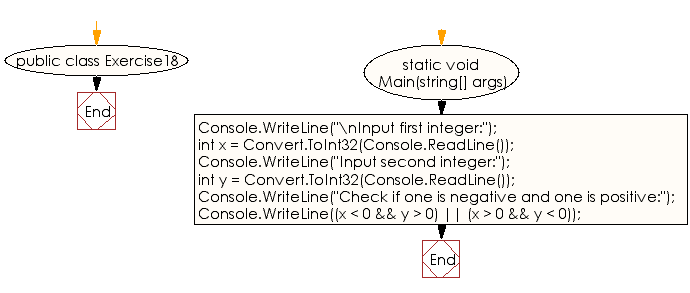 public class Exercise18
End
static void
Main(string[] args)
Console.WriteLine("\nInput first integer:");
int x = Convert.ToInt32(Console.ReadLine());
Console.WriteLine("Input second integer:");
int y = Convert.ToInt32(Console.ReadLine());
Console.WriteLine("Check if one is negative and one is positive:");
Console.WriteLine((x < 0 && y > 0) || (x > 0 && y < 0));
End